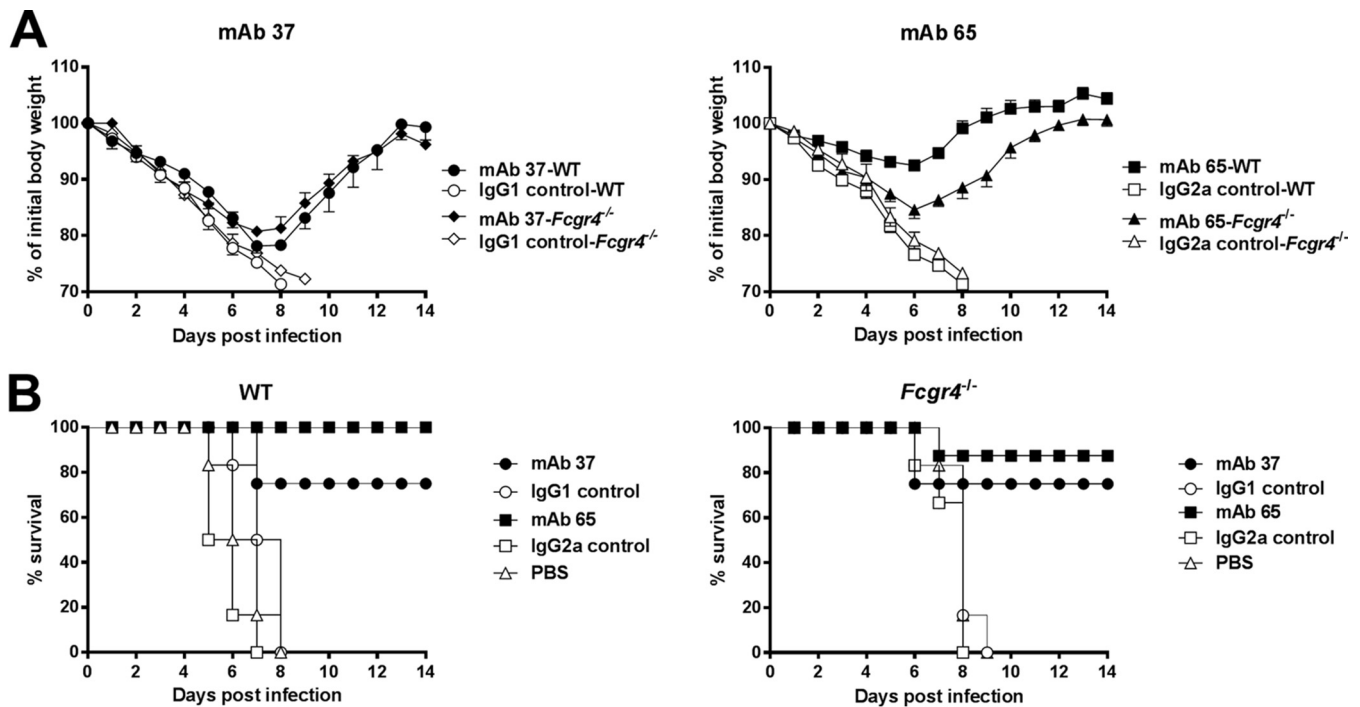 A
mAb 37
% of initial body weight
110
100
90
80
70
0 2 4 6 8 10 12 14
Days post infection
mAb 37-WT
IgG1 control-WT
mAb 37-Fcgr4-/-
IgG1 control-Fcgr4-/-
mAb 65
% of initial body weight
110
100
90
80
70
0 2 4 6 8 10 12 14
Days post infection
mAb 65-WT
IgG2a control-WT
mAb 65-Fcgr4-/-
IgG2a control-Fcgr4-/-
B
WT
% survival
100
80
60
40
20
0
0 2 4 6 8 10 12 14
Days post infection
mAb 37
IgG1 control
mAb 65
IgG2a control
PBS
Fcgr4-/-
% survival
100
80
60
40
20
0
0 2 4 6 8 10 12 14
Days post infection
mAb 37
IgG1 control
mAb 65
IgG2a control
PBS